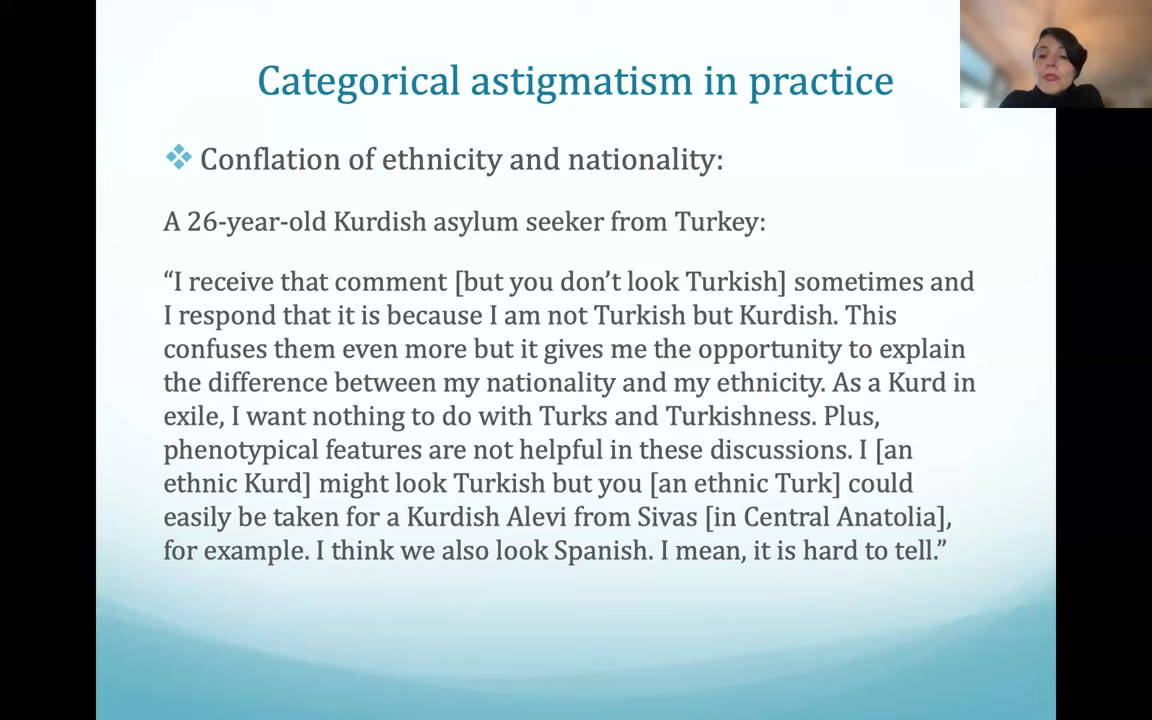 Categorical astigmatism in practice
Conflation of ethnicity and nationality:
A 26-year-old Kurdish asylum seeker from Turkey:
“I receive that comment [but you don’t look Turkish] sometimes and
I respond that it is because I am not Turkish but Kurdish. This
confuses them even more but it gives me the opportunity to explain
the difference between my nationality and my ethnicity. As a Kurd in
exile, I want nothing to do with Turks and Turkishness. Plus,
phenotypical features are not helpful in these discussions. I [an
ethnic Kurd] might look Turkish but you [an ethnic Turk] could
easily be taken for a Kurdish Alevi from Sivas [in Central Anatolia],
for example. I think we also look Spanish. I mean, it is hard to tell.”